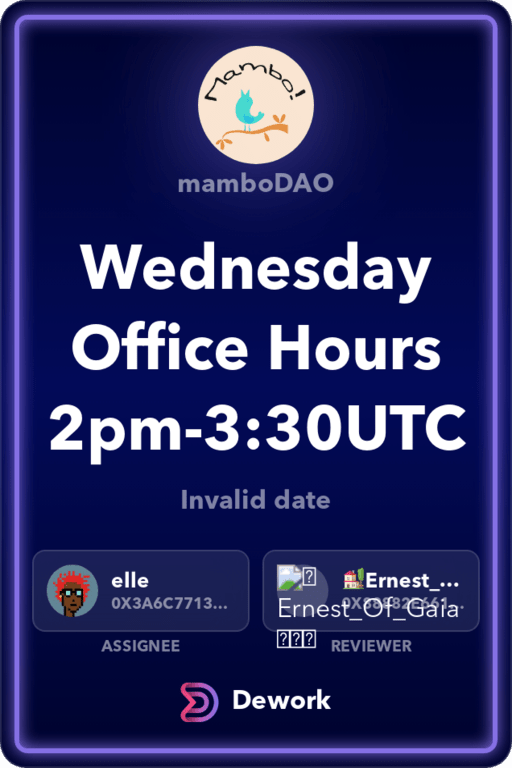 Mambo!
mamboDAO
Wednesday
Office Hours
2pm-3:30UTC
Invalid date
elle
0X3A6C7713...
🏡Ernest_...
Ernest_Of_Gaia
ASSIGNEE
REVIEWER
Dework